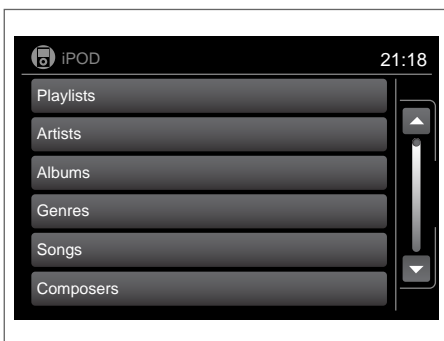 iPOD 21:18
Playlists
Artists
Albums
Genres
Songs
Composers